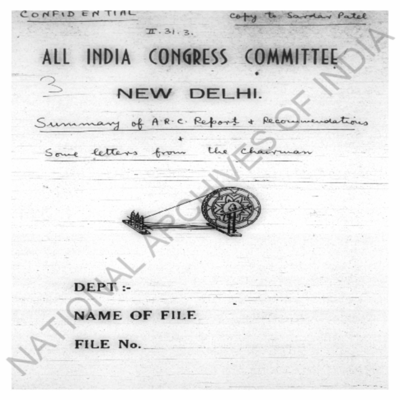 CONFIDENTIAL
Copy to Sardar Patel
II. 31. 3.
ALL INDIA CONGRESS COMMITTEE
3
NEW DELHI.
Summary of A.R.C. Report & Recommendations
+
Some letters from the Chairman
DEPT :-
NAME OF FILE
FILE No.
NATIONAL ARCHIVES OF INDIA